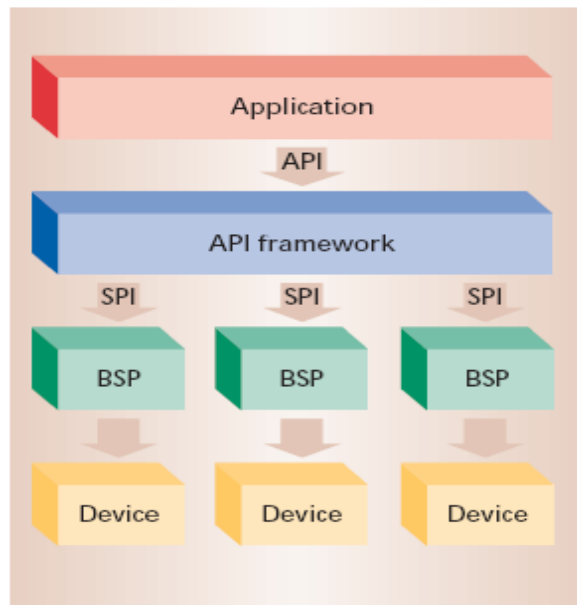 Application
API
API framework
SPI SPI SPI
BSP BSP BSP
Device Device Device